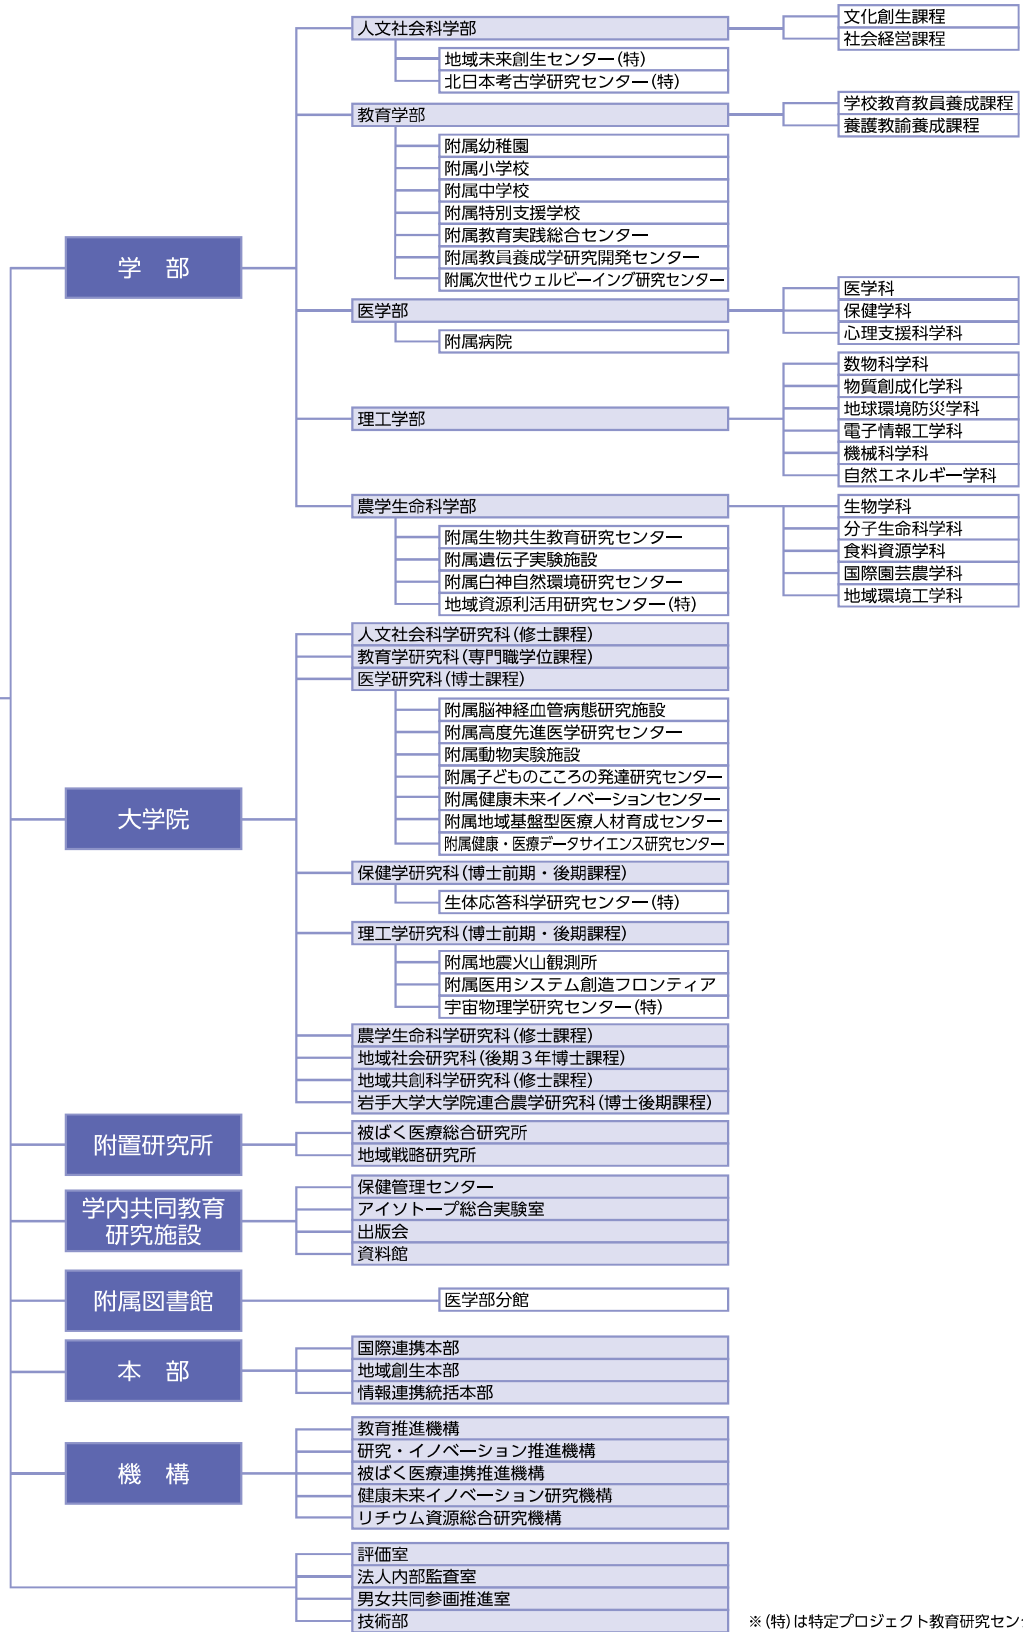 学　部
人文社会科学部
文化創生課程
社会経営課程
地域未来創生センター(特)
北日本考古学研究センター(特)
教育学部
学校教育教員養成課程
養護教諭養成課程
附属幼稚園
附属小学校
附属中学校
附属特別支援学校
附属教育実践総合センター
附属教員養成学研究開発センター
附属次世代ウェルビーイング研究センター
医学部
医学科
保健学科
心理支援科学科
附属病院
理工学部
数物科学科
物質創成化学科
地球環境防災学科
電子情報工学科
機械科学科
自然エネルギー学科
農学生命科学部
生物学科
分子生命科学科
食料資源学科
国際園芸農学科
地域環境工学科
附属生物共生教育研究センター
附属遺伝子実験施設
附属白神自然環境研究センター
地域資源利活用研究センター(特)
大学院
人文社会科学研究科(修士課程)
教育学研究科(専門職学位課程)
医学研究科(博士課程)
附属脳神経血管病態研究施設
附属高度先進医学研究センター
附属動物実験施設
附属子どものこころの発達研究センター
附属健康未来イノベーションセンター
附属地域基盤型医療人材育成センター
附属健康・医療データサイエンス研究センター
保健学研究科(博士前期・後期課程)
生体応答科学研究センター(特)
理工学研究科(博士前期・後期課程)
附属地震火山観測所
附属医用システム創造フロンティア
宇宙物理学研究センター(特)
農学生命科学研究科(修士課程)
地域社会研究科(後期３年博士課程)
地域共創科学研究科(修士課程)
岩手大学大学院連合農学研究科(博士後期課程)
附置研究所
被ばく医療総合研究所
地域戦略研究所
学内共同教育
研究施設
保健管理センター
アイソトープ総合実験室
出版会
資料館
附属図書館
医学部分館
本　部
国際連携本部
地域創生本部
情報連携統括本部
機　構
教育推進機構
研究・イノベーション推進機構
被ばく医療連携推進機構
健康未来イノベーション研究機構
リチウム資源総合研究機構
評価室
法人内部監査室
男女共同参画推進室
技術部
※(特)は特定プロジェクト教育研究セン